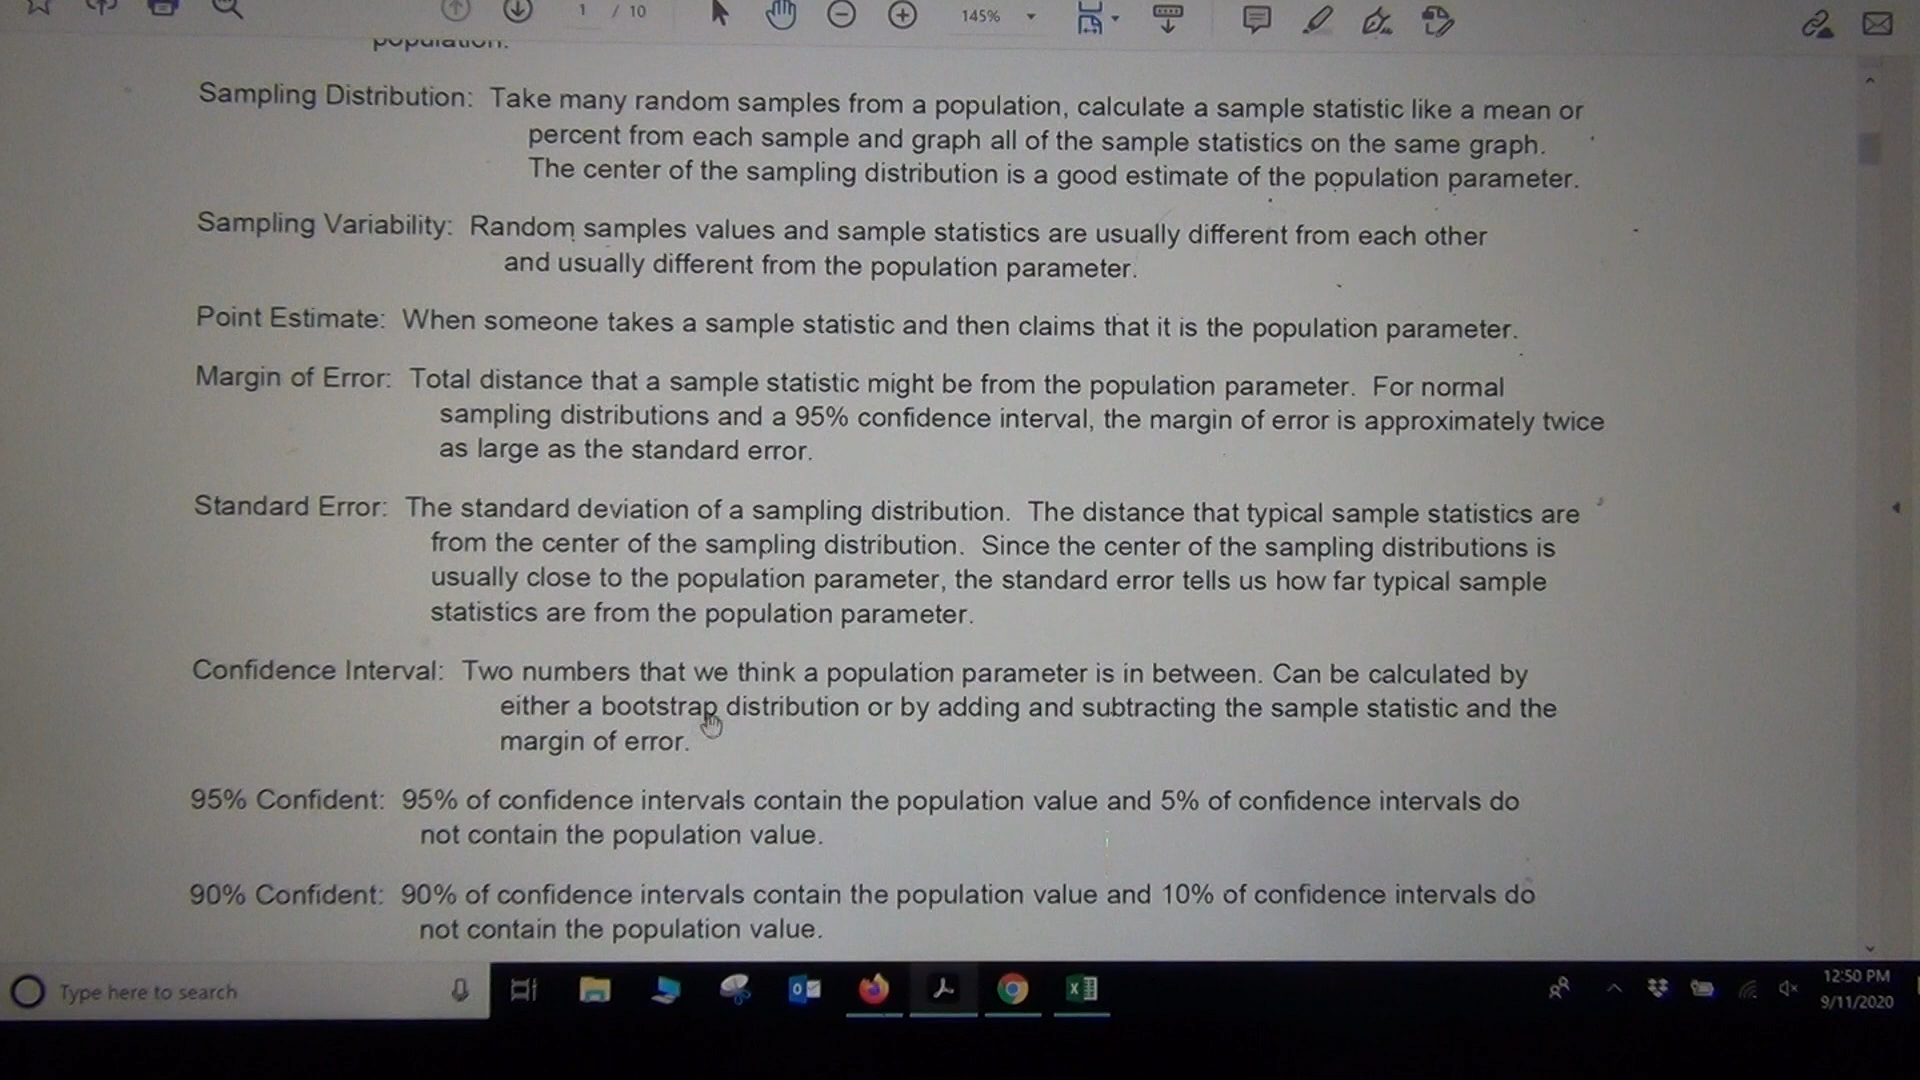 1 / 10
145%
population.
Sampling Distribution: Take many random samples from a population, calculate a sample statistic like a mean or
percent from each sample and graph all of the sample statistics on the same graph.
The center of the sampling distribution is a good estimate of the population parameter.
Sampling Variability: Random samples values and sample statistics are usually different from each other
and usually different from the population parameter.
Point Estimate: When someone takes a sample statistic and then claims that it is the population parameter.
Margin of Error: Total distance that a sample statistic might be from the population parameter. For normal
sampling distributions and a 95% confidence interval, the margin of error is approximately twice
as large as the standard error.
Standard Error: The standard deviation of a sampling distribution. The distance that typical sample statistics are
from the center of the sampling distribution. Since the center of the sampling distributions is
usually close to the population parameter, the standard error tells us how far typical sample
statistics are from the population parameter.
Confidence Interval: Two numbers that we think a population parameter is in between. Can be calculated by
either a bootstrap distribution or by adding and subtracting the sample statistic and the
margin of error.
95% Confident: 95% of confidence intervals contain the population value and 5% of confidence intervals do
not contain the population value.
90% Confident: 90% of confidence intervals contain the population value and 10% of confidence intervals do
not contain the population value.
Type here to search
12:50 PM
9/11/2020